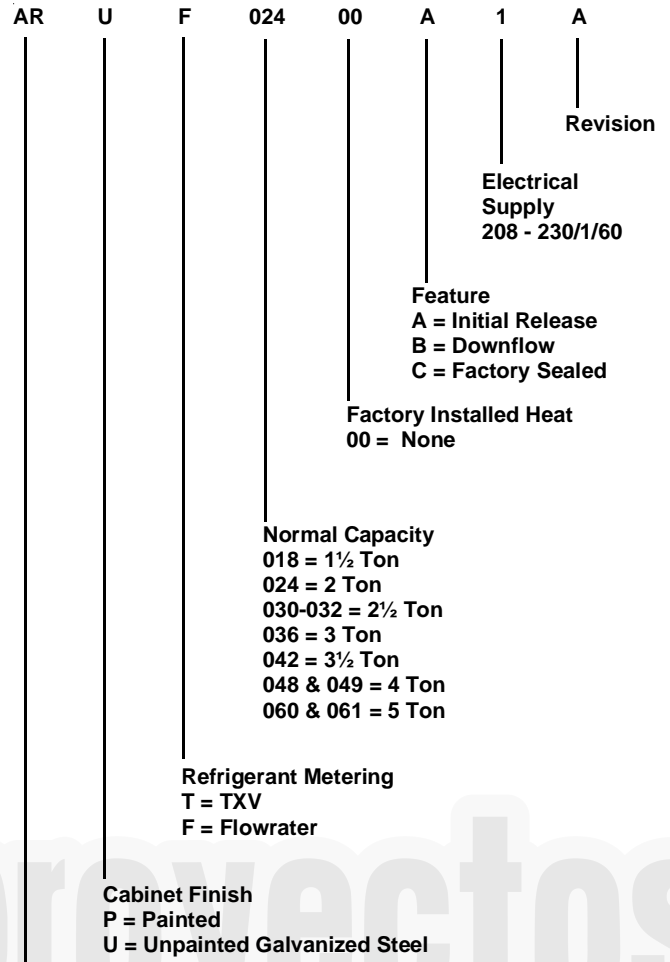 AR U F 024 00 A 1 A
Revision
Electrical
Supply
208 - 230/1/60
Feature
A = Initial Release
B = Downflow
C = Factory Sealed
Factory Installed Heat
00 = None
Normal Capacity
018 = 1½ Ton
024 = 2 Ton
030-032 = 2½ Ton
036 = 3 Ton
042 = 3½ Ton
048 & 049 = 4 Ton
060 & 061 = 5 Ton
Refrigerant Metering
T = TXV
F = Flowrater
Cabinet Finish
P = Painted
U = Unpainted Galvanized Steel
proyectos